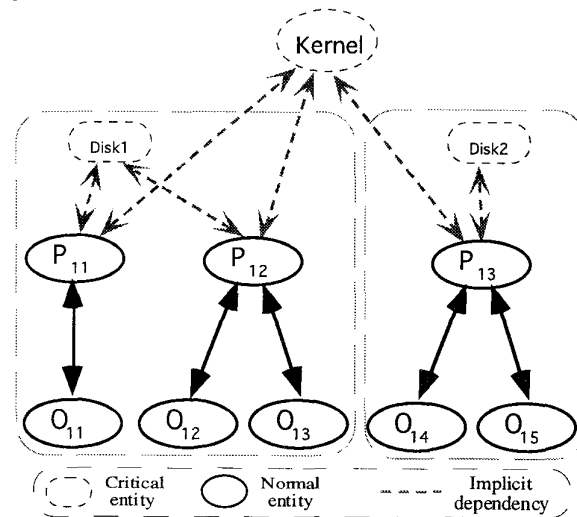 Kernel
Disk1
Disk2
P11
P12
P13
O11
O12
O13
O14
O15
Critical entity
Normal entity
Implicit dependency